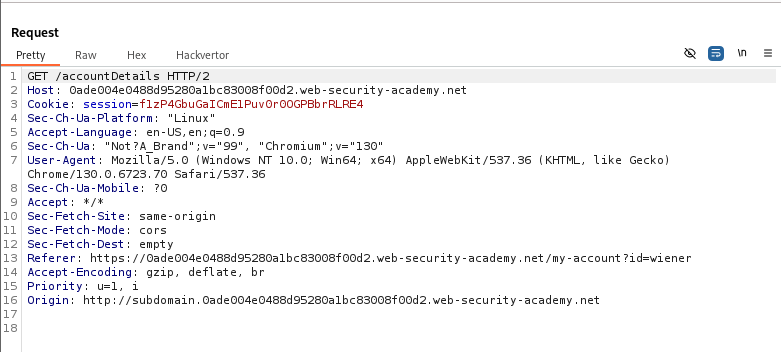 Request
Pretty Raw Hex Hackvertor \n
1 GET /accountDetails HTTP/2
2 Host: 0ade004e0488d95280a1bc83008f00d2.web-security-academy.net
3 Cookie: session=f1zP4GbuGaICmE1Puv0r0OGPBbrRLRE4
4 Sec-Ch-Ua-Platform: "Linux"
5 Accept-Language: en-US,en;q=0.9
6 Sec-Ch-Ua: "Not?A_Brand";v="99", "Chromium";v="130"
7 User-Agent: Mozilla/5.0 (Windows NT 10.0; Win64; x64) AppleWebKit/537.36 (KHTML, like Gecko)
Chrome/130.0.6723.70 Safari/537.36
8 Sec-Ch-Ua-Mobile: ?0
9 Accept: */*
10 Sec-Fetch-Site: same-origin
11 Sec-Fetch-Mode: cors
12 Sec-Fetch-Dest: empty
13 Referer: https://0ade004e0488d95280a1bc83008f00d2.web-security-academy.net/my-account?id=wiener
14 Accept-Encoding: gzip, deflate, br
15 Priority: u=1, i
16 Origin: http://subdomain.0ade004e0488d95280a1bc83008f00d2.web-security-academy.net
17
18